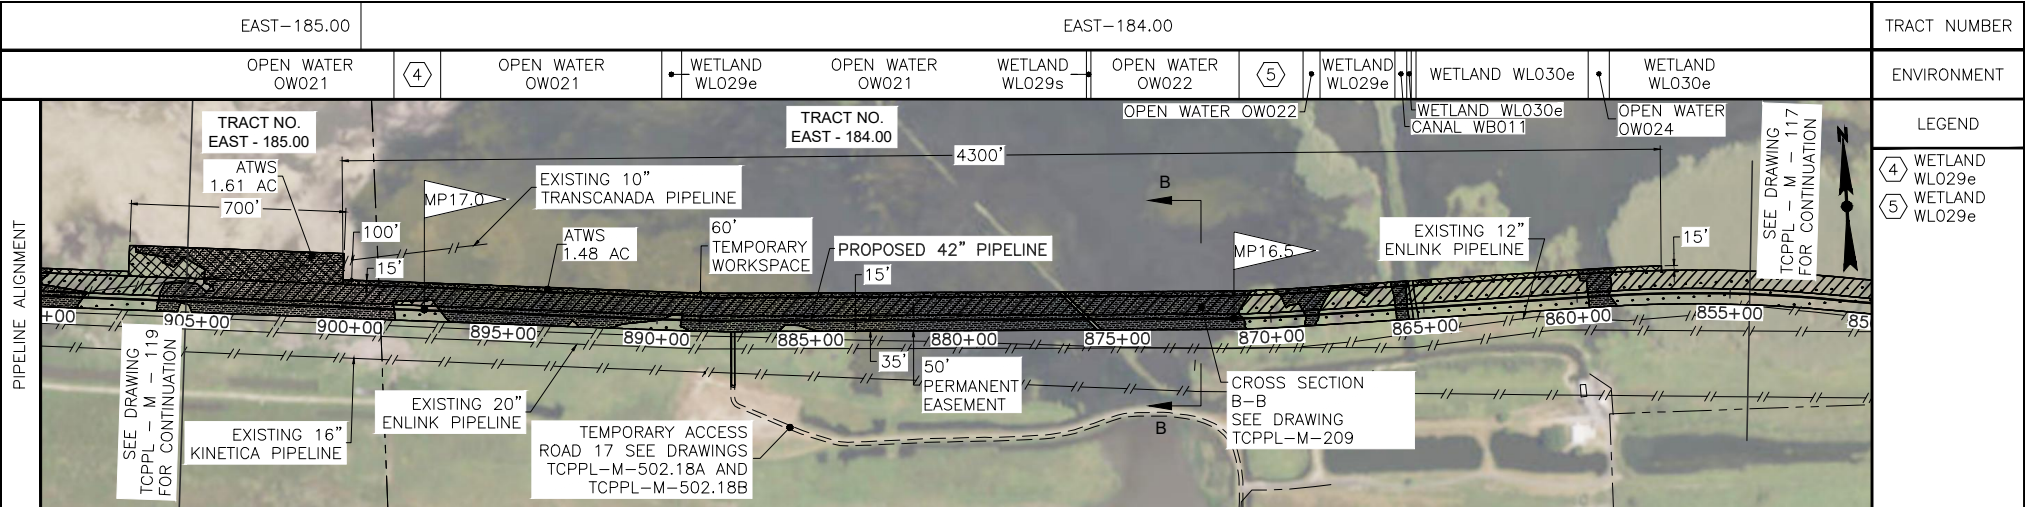 EAST-185.00
EAST-184.00
TRACT NUMBER
OPEN WATER
OW021
4
OPEN WATER
OW021
WETLAND
WL029e
OPEN WATER
OW021
WETLAND
WL029s
OPEN WATER
OW022
5
WETLAND
WL029e
WETLAND WL030e
WETLAND
WL030e
ENVIRONMENT
OPEN WATER OW022
WETLAND WL030e
CANAL WB011
OPEN WATER
OW024
TRACT NO.
EAST - 185.00
TRACT NO.
EAST - 184.00
LEGEND
4 WETLAND
WL029e
5 WETLAND
WL029e
PIPELINE ALIGNMENT
ATWS
1.61 AC
700'
4300'
EXISTING 10"
TRANSCANADA PIPELINE
MP17.0
100'
15'
ATWS
1.48 AC
60'
TEMPORARY
WORKSPACE
PROPOSED 42" PIPELINE
15'
B
MP16.5
EXISTING 12"
ENLINK PIPELINE
15'
SEE DRAWING
TCPPL - M - 117
FOR CONTINUATION
N
+00
905+00
900+00
895+00
890+00
885+00
880+00
875+00
870+00
865+00
860+00
855+00
85
SEE DRAWING
TCPPL - M - 119
FOR CONTINUATION
EXISTING 16"
KINETICA PIPELINE
EXISTING 20"
ENLINK PIPELINE
TEMPORARY ACCESS
ROAD 17 SEE DRAWINGS
TCPPL-M-502.18A AND
TCPPL-M-502.18B
35'
50'
PERMANENT
EASEMENT
B
CROSS SECTION
B-B
SEE DRAWING
TCPPL-M-209